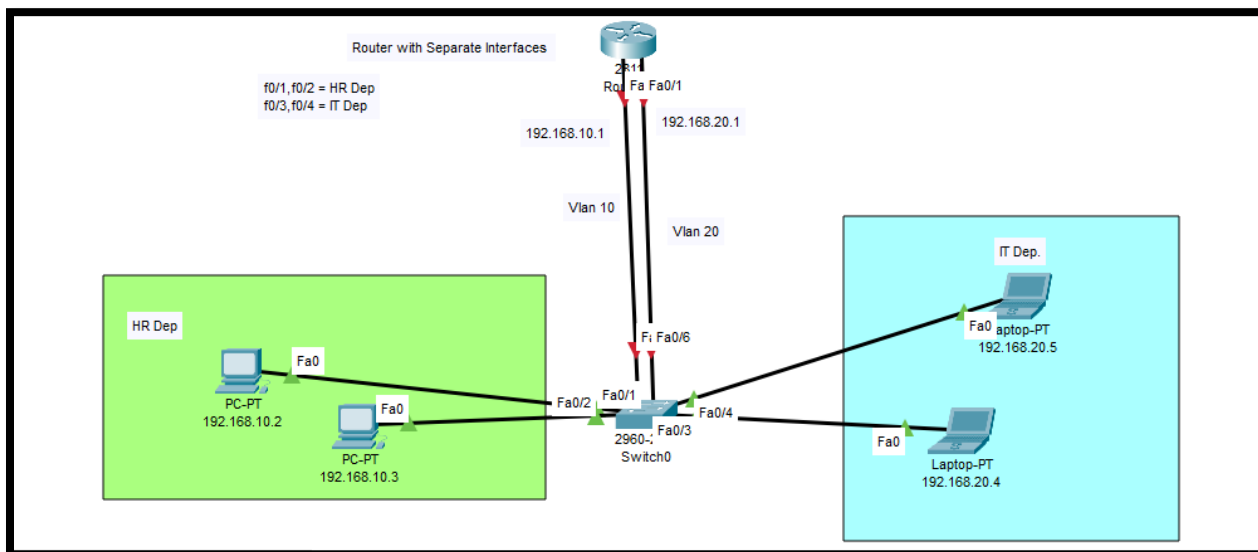 Router with Separate Interfaces
f0/1,f0/2 = HR Dep
f0/3,f0/4 = IT Dep
Fa0/1
192.168.10.1
192.168.20.1
Vlan 10
Vlan 20
IT Dep.
HR Dep
Fa0/6
Fa0
Laptop-PT
192.168.20.5
Fa0
PC-PT
192.168.10.2
Fa0
PC-PT
192.168.10.3
Fa0/2
Fa0/1
Fa0/4
Fa0/3
Switch0
Fa0
Laptop-PT
192.168.20.4